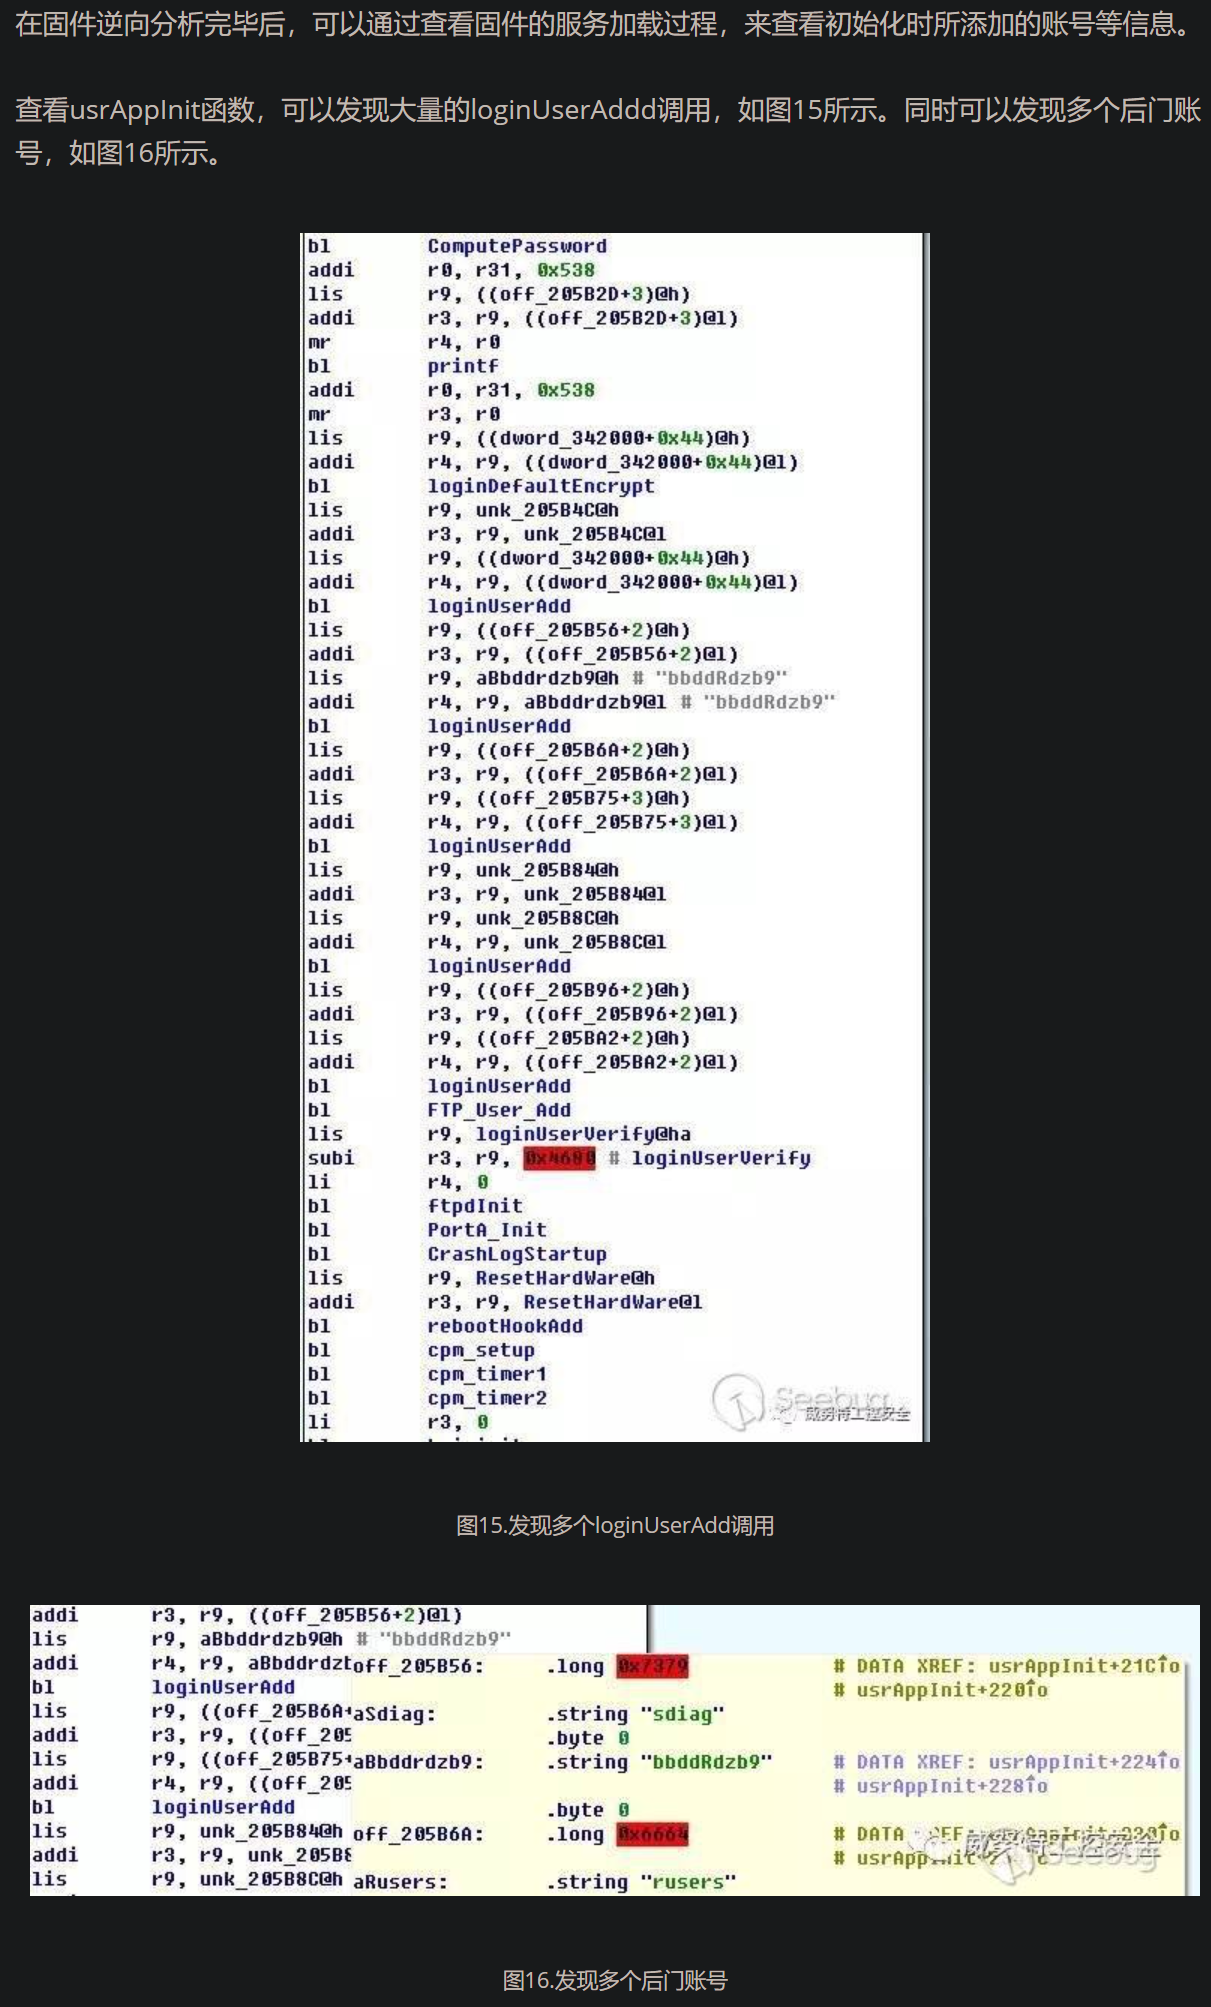 在固件逆向分析完毕后，可以通过查看固件的服务加载过程，来查看初始化时所添加的账号等信息。
查看usrAppInit函数，可以发现大量的loginUserAddd调用，如图15所示。同时可以发现多个后门账
号，如图16所示。
bl ComputePassword
addi r0, r31, 0x538
lis r9, ((off_205B2D+3)@h)
addi r3, r9, ((off_205B2D+3)@l)
mr r4, r0
bl printf
addi r0, r31, 0x538
mr r3, r0
lis r9, ((dword_342000+0x44)@h)
addi r4, r9, ((dword_342000+0x44)@l)
bl loginDefaultEncrypt
lis r9, unk_205B4C@h
addi r3, r9, unk_205B4C@l
lis r9, ((dword_342000+0x44)@h)
addi r4, r9, ((dword_342000+0x44)@l)
bl loginUserAdd
lis r9, ((off_205B56+2)@h)
addi r3, r9, ((off_205B56+2)@l)
lis r9, aBbddrdzb9@h # "bbddRdzb9"
addi r4, r9, aBbddrdzb9@l # "bbddRdzb9"
bl loginUserAdd
lis r9, ((off_205B6A+2)@h)
addi r3, r9, ((off_205B6A+2)@l)
lis r9, ((off_205B75+3)@h)
addi r4, r9, ((off_205B75+3)@l)
bl loginUserAdd
lis r9, unk_205B84@h
addi r3, r9, unk_205B84@l
lis r9, unk_205B8C@h
addi r4, r9, unk_205B8C@l
bl loginUserAdd
lis r9, ((off_205B96+2)@h)
addi r3, r9, ((off_205B96+2)@l)
lis r9, ((off_205BA2+2)@h)
addi r4, r9, ((off_205BA2+2)@l)
bl loginUserAdd
bl FTP_User_Add
lis r9, loginUserVerify@ha
subi r3, r9, 0x4680 # loginUserVerify
li r4, 0
bl ftpdInit
bl PortA_Init
bl CrashLogStartup
lis r9, ResetHardWare@h
addi r3, r9, ResetHardWare@l
bl rebootHookAdd
bl cpm_setup
bl cpm_timer1
bl cpm_timer2
li r3, 0
Seebug
威努特工控安全
图15.发现多个loginUserAdd调用
addi r3, r9, ((off_205B56+2)@l)
lis r9, aBbddrdzb9@h # "bbddRdzb9"
addi r4, r9, aBbddrdzb
bl loginUserAdd
lis r9, ((off_205B6A+
addi r3, r9, ((off_205
lis r9, ((off_205B75+
addi r4, r9, ((off_205
bl loginUserAdd
lis r9, unk_205B84@h
addi r3, r9, unk_205B8
lis r9, unk_205B8C@h
off_205B56: .long 0x7379 # DATA XREF: usrAppInit+21C↑o
# usrAppInit+220↑o
aSdiag: .string "sdiag"
.byte 0
aBbddrdzb9: .string "bbddRdzb9" # DATA XREF: usrAppInit+224↑o
# usrAppInit+228↑o
.byte 0
off_205B6A: .long 0x6664 # DATA XREF: usrAppInit+230↑o
# usrAppInit+
aRusers: .string "rusers"
威努特工控安全
Seebug
图16.发现多个后门账号